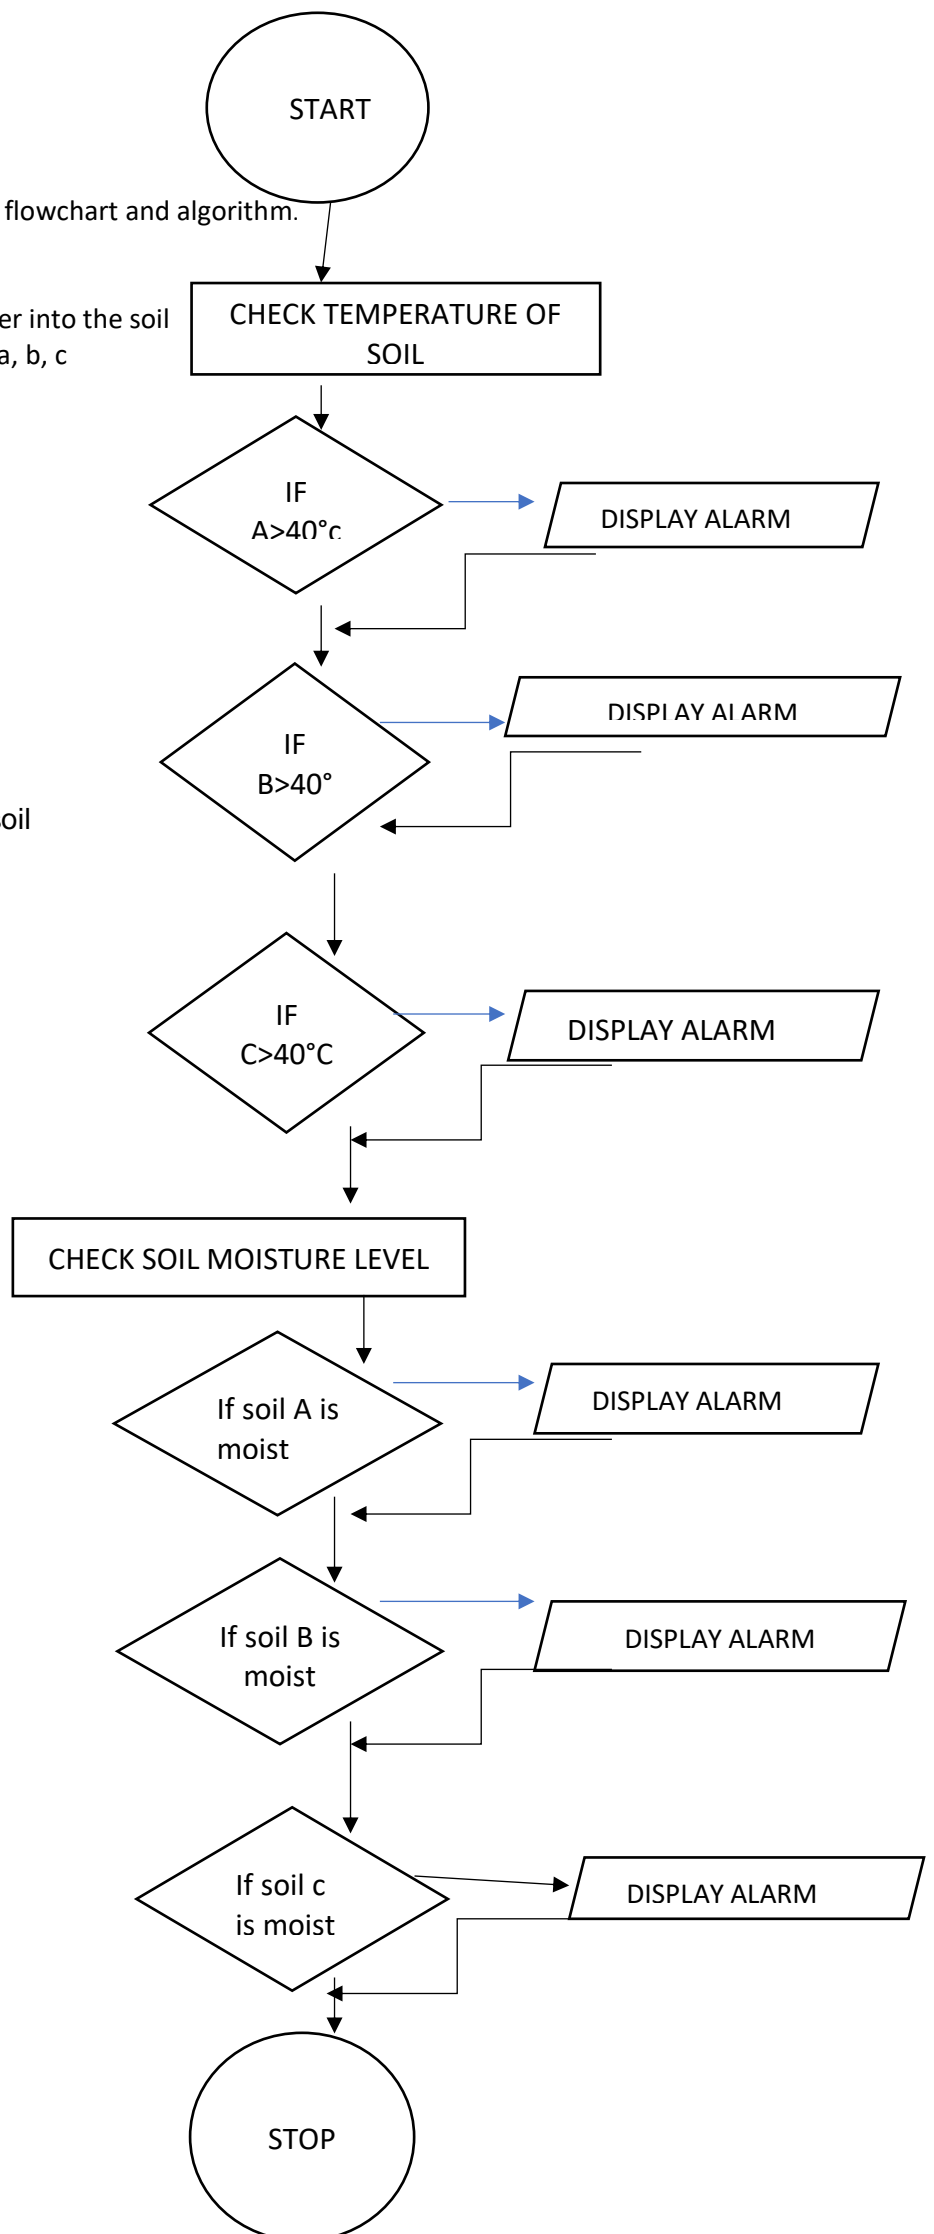 START
flowchart and algorithm.
CHECK TEMPERATURE OF
SOIL
er into the soil
a, b, c
IF
A>40°c
DISPLAY ALARM
DISPLAY ALARM
IF
B>40°
soil
IF
C>40°C
DISPLAY ALARM
CHECK SOIL MOISTURE LEVEL
If soil A is
moist
DISPLAY ALARM
If soil B is
moist
DISPLAY ALARM
If soil c
is moist
DISPLAY ALARM
STOP